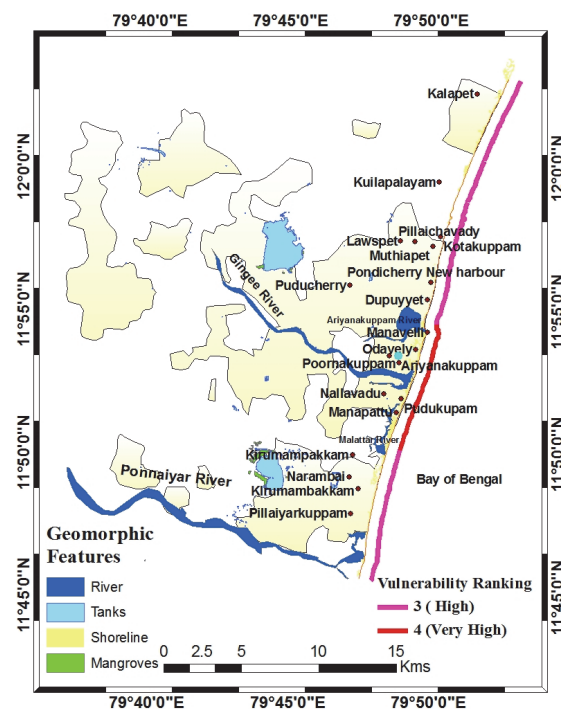 79°40'0"E 79°45'0"E 79°50'0"E
Kalapet
12°0'0"N 12°0'0"N
Kuilapalayam
Pillaichavady
Lawspet
Kotakuppam
Muthiapet
Pondicherry New harbour
Gingee River
Puducherry
11°55'0"N 11°55'0"N
Dupuyyet
Ariyanakuppam River
Manavelli
Odavely
Poornakuppam
Ariyanakuppam
Nallavadu
Pudukupam
Manapattu
Malattar River
11°50'0"N 11°50'0"N
Kirumampakkam
Ponnaiyar River
Narambai
Bay of Bengal
Kirumambakkam
Pillaiyarkuppam
Geomorphic
Features
River
Tanks
Shoreline
Mangroves
Vulnerability Ranking
3 ( High)
4 (Very High)
11°45'0"N 11°45'0"N
0 2.5 5 10 15
Kms
79°40'0"E 79°45'0"E 79°50'0"E